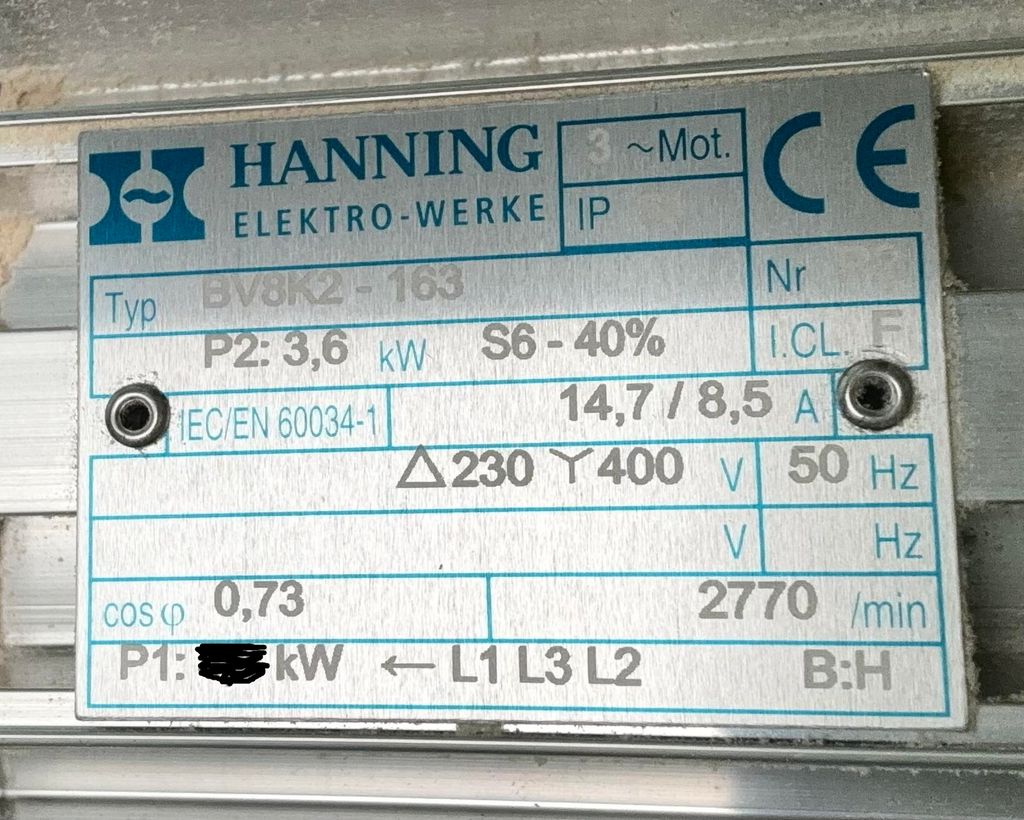 HANNING
ELEKTRO-WERKE
3 ~Mot.
IP
CE
Typ BV8K2 - 163
Nr
P2: 3,6 kW S6 - 40%
I.CL. F
IEC/EN 60034-1
14,7 / 8,5 A
△ 230 Y 400 V 50 Hz
V Hz
cos φ 0,73
2770 /min
P1: kW ← L1 L3 L2 B:H